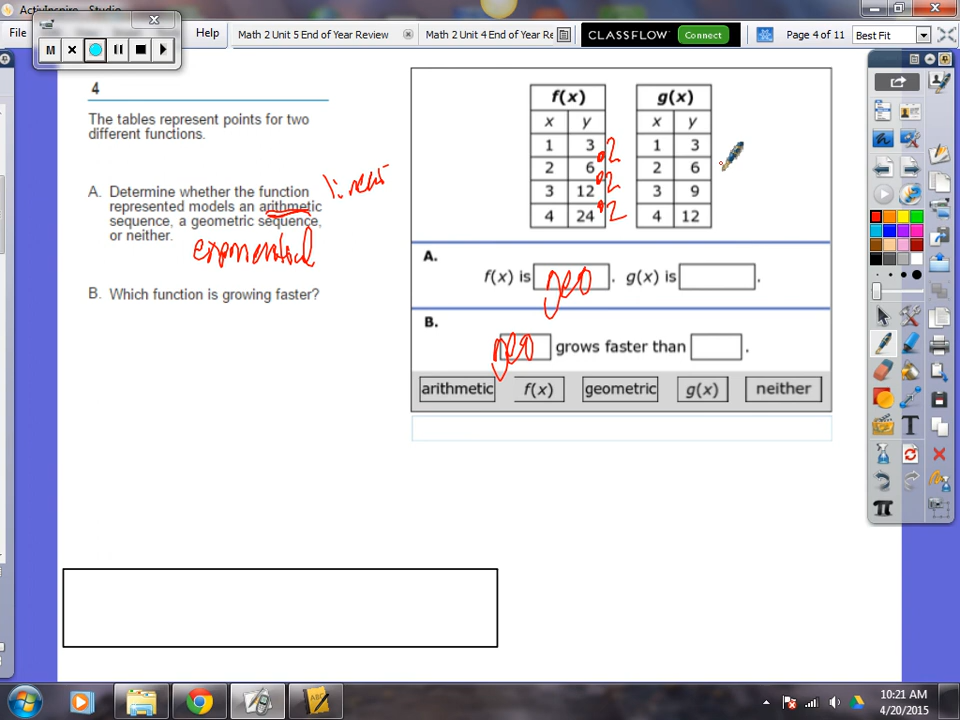 ActivInspire - Studio
File
Help
Math 2 Unit 5 End of Year Review
Math 2 Unit 4 End of Year Re
CLASSFLOW
Connect
Page 4 of 11
Best Fit
M
4
The tables represent points for two
different functions.
A. Determine whether the function
represented models an arithmetic
sequence, a geometric sequence,
or neither.
linear
exponential
B. Which function is growing faster?
f(x)
x y
1 3
2 6
3 12
4 24
·2
·2
·2
g(x)
x y
1 3
2 6
3 9
4 12
A.
f(x) is geo . g(x) is .
B.
geo grows faster than .
arithmetic f(x) geometric g(x) neither
T
π
10:21 AM
4/20/2015